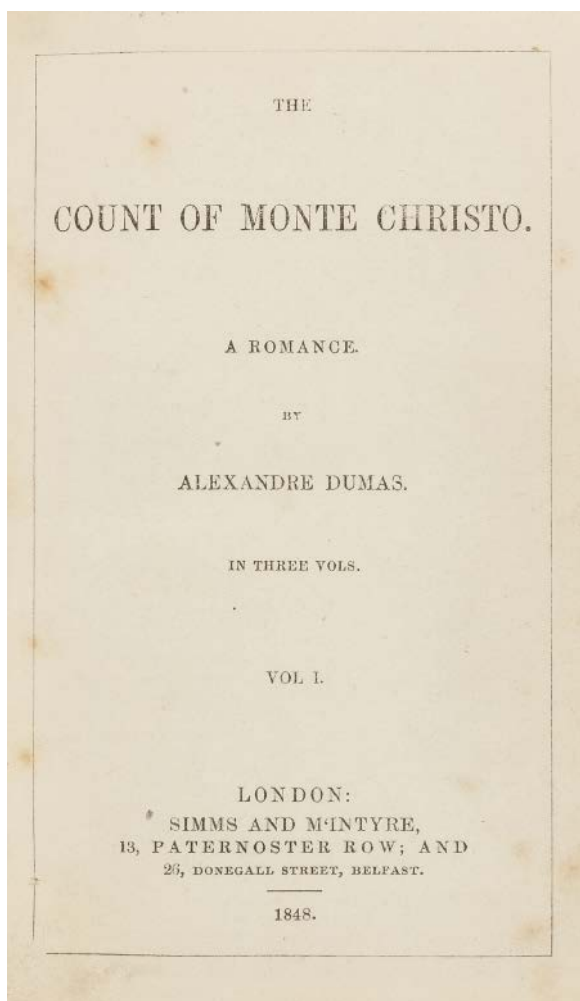 THE
COUNT OF MONTE CHRISTO.
A ROMANCE.
BY
ALEXANDRE DUMAS.
IN THREE VOLS.
VOL I.
LONDON:
SIMMS AND M‘INTYRE,
13, PATERNOSTER ROW; AND
26, DONEGALL STREET, BELFAST.
1848.